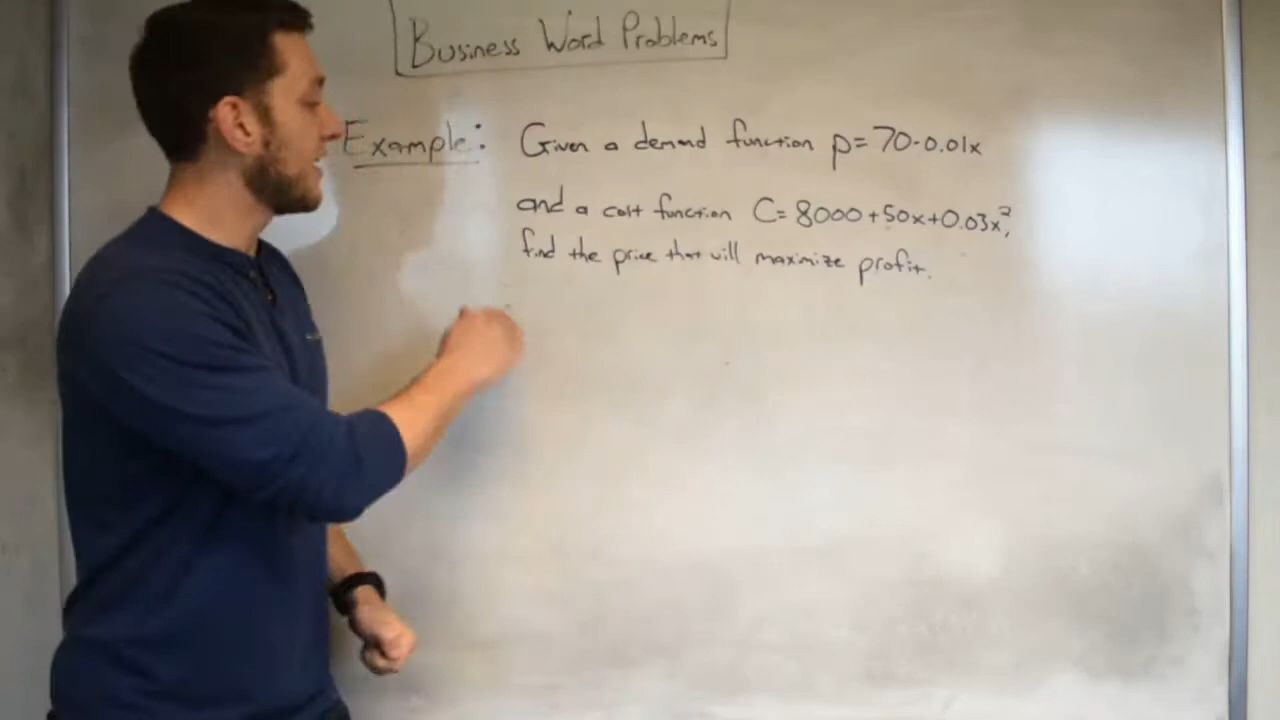 Business Word Problems
Example: Given a demand function p=70-0.01x
and a cost function C=8000+50x+0.03x²,
find the price that will maximize profit.